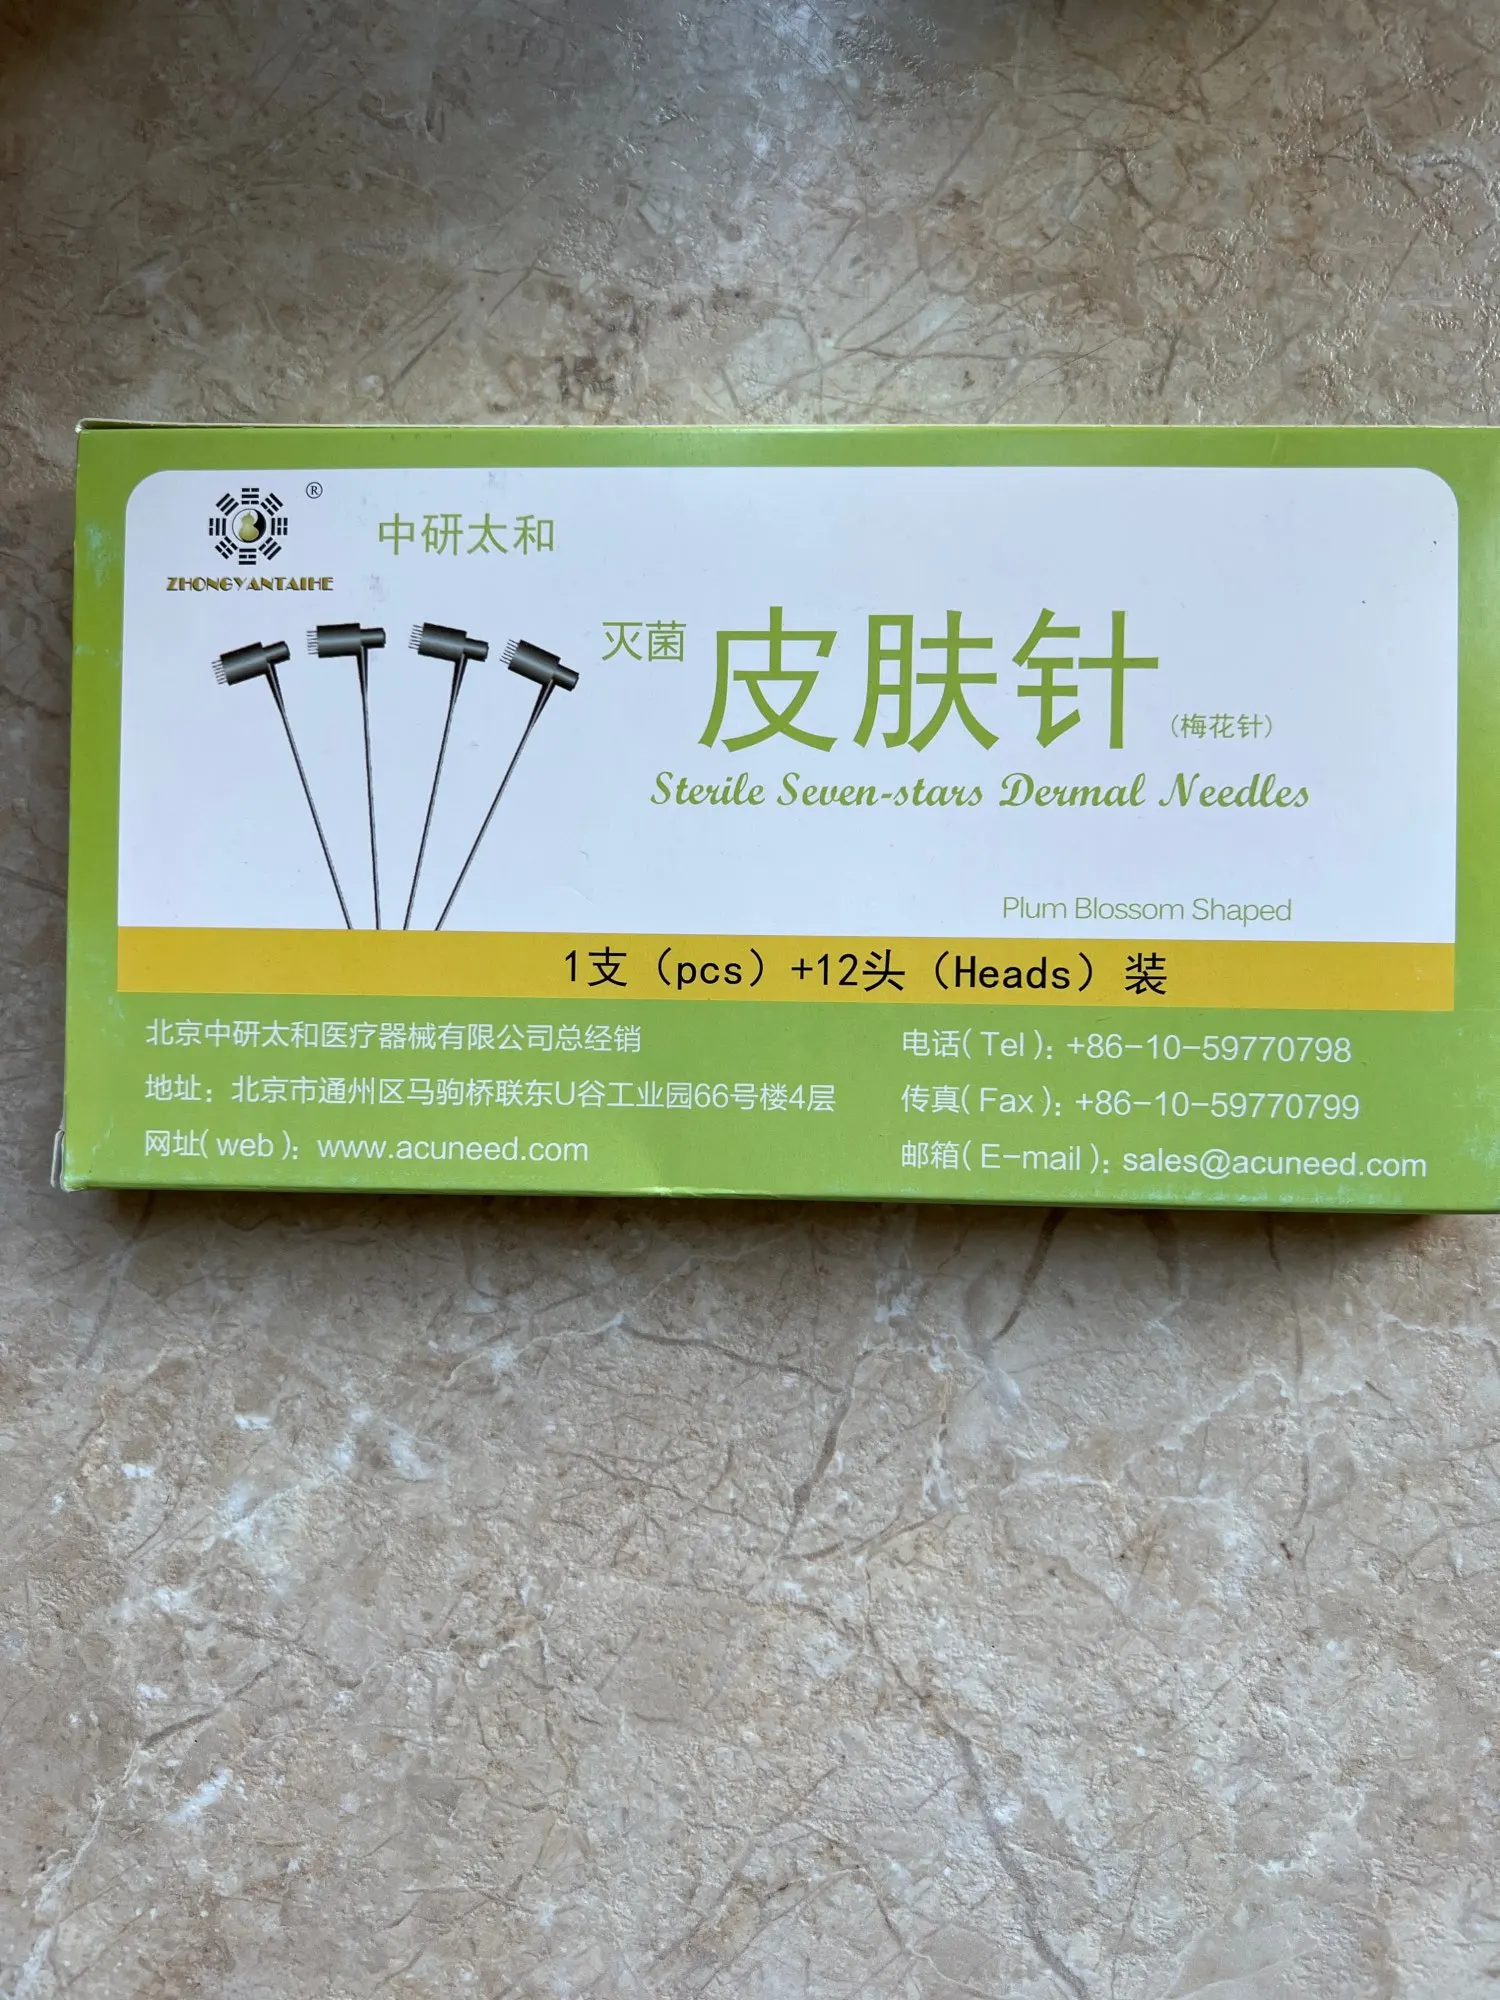 ®
ZHONGYANTAIHE
中研太和
灭菌 皮肤针 (梅花针)
Sterile Seven-stars Dermal Needles
Plum Blossom Shaped
1支（pcs）+12头（Heads）装
北京中研太和医疗器械有限公司总经销
地址：北京市通州区马驹桥联东U谷工业园66号楼4层
网址( web )： www.acuneed.com
电话( Tel )：+86-10-59770798
传真( Fax )：+86-10-59770799
邮箱( E-mail )：sales@acuneed.com